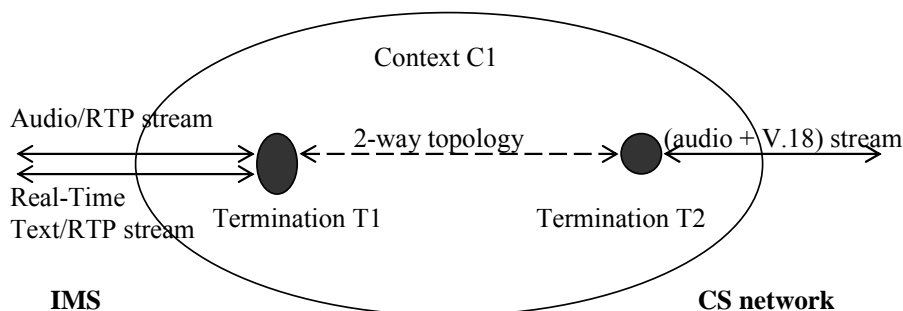 Context C1
Audio/RTP stream
2-way topology
(audio + V.18) stream
Real-Time
Text/RTP stream
Termination T1
Termination T2
IMS
CS network